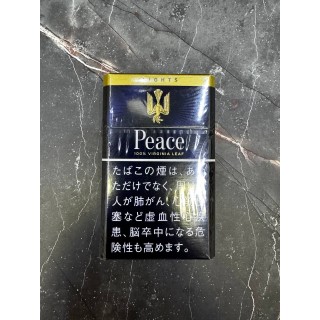 LIGHTS
Peace
100% VIRGINIA LEAF
たばこの煙は、あ
ただけでなく、
人が肺がん!
塞など虚血性心疾
患、脳卒中になる危
険性も高めます。